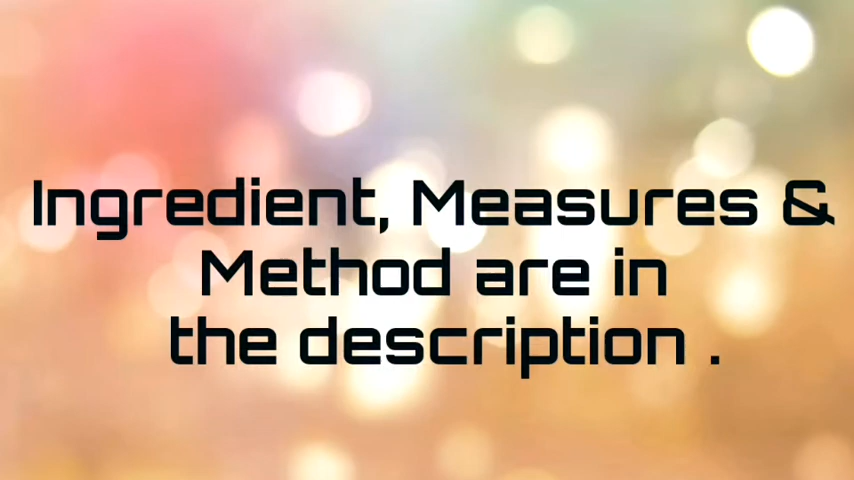 Ingredient, Measures &
Method are in
the description .